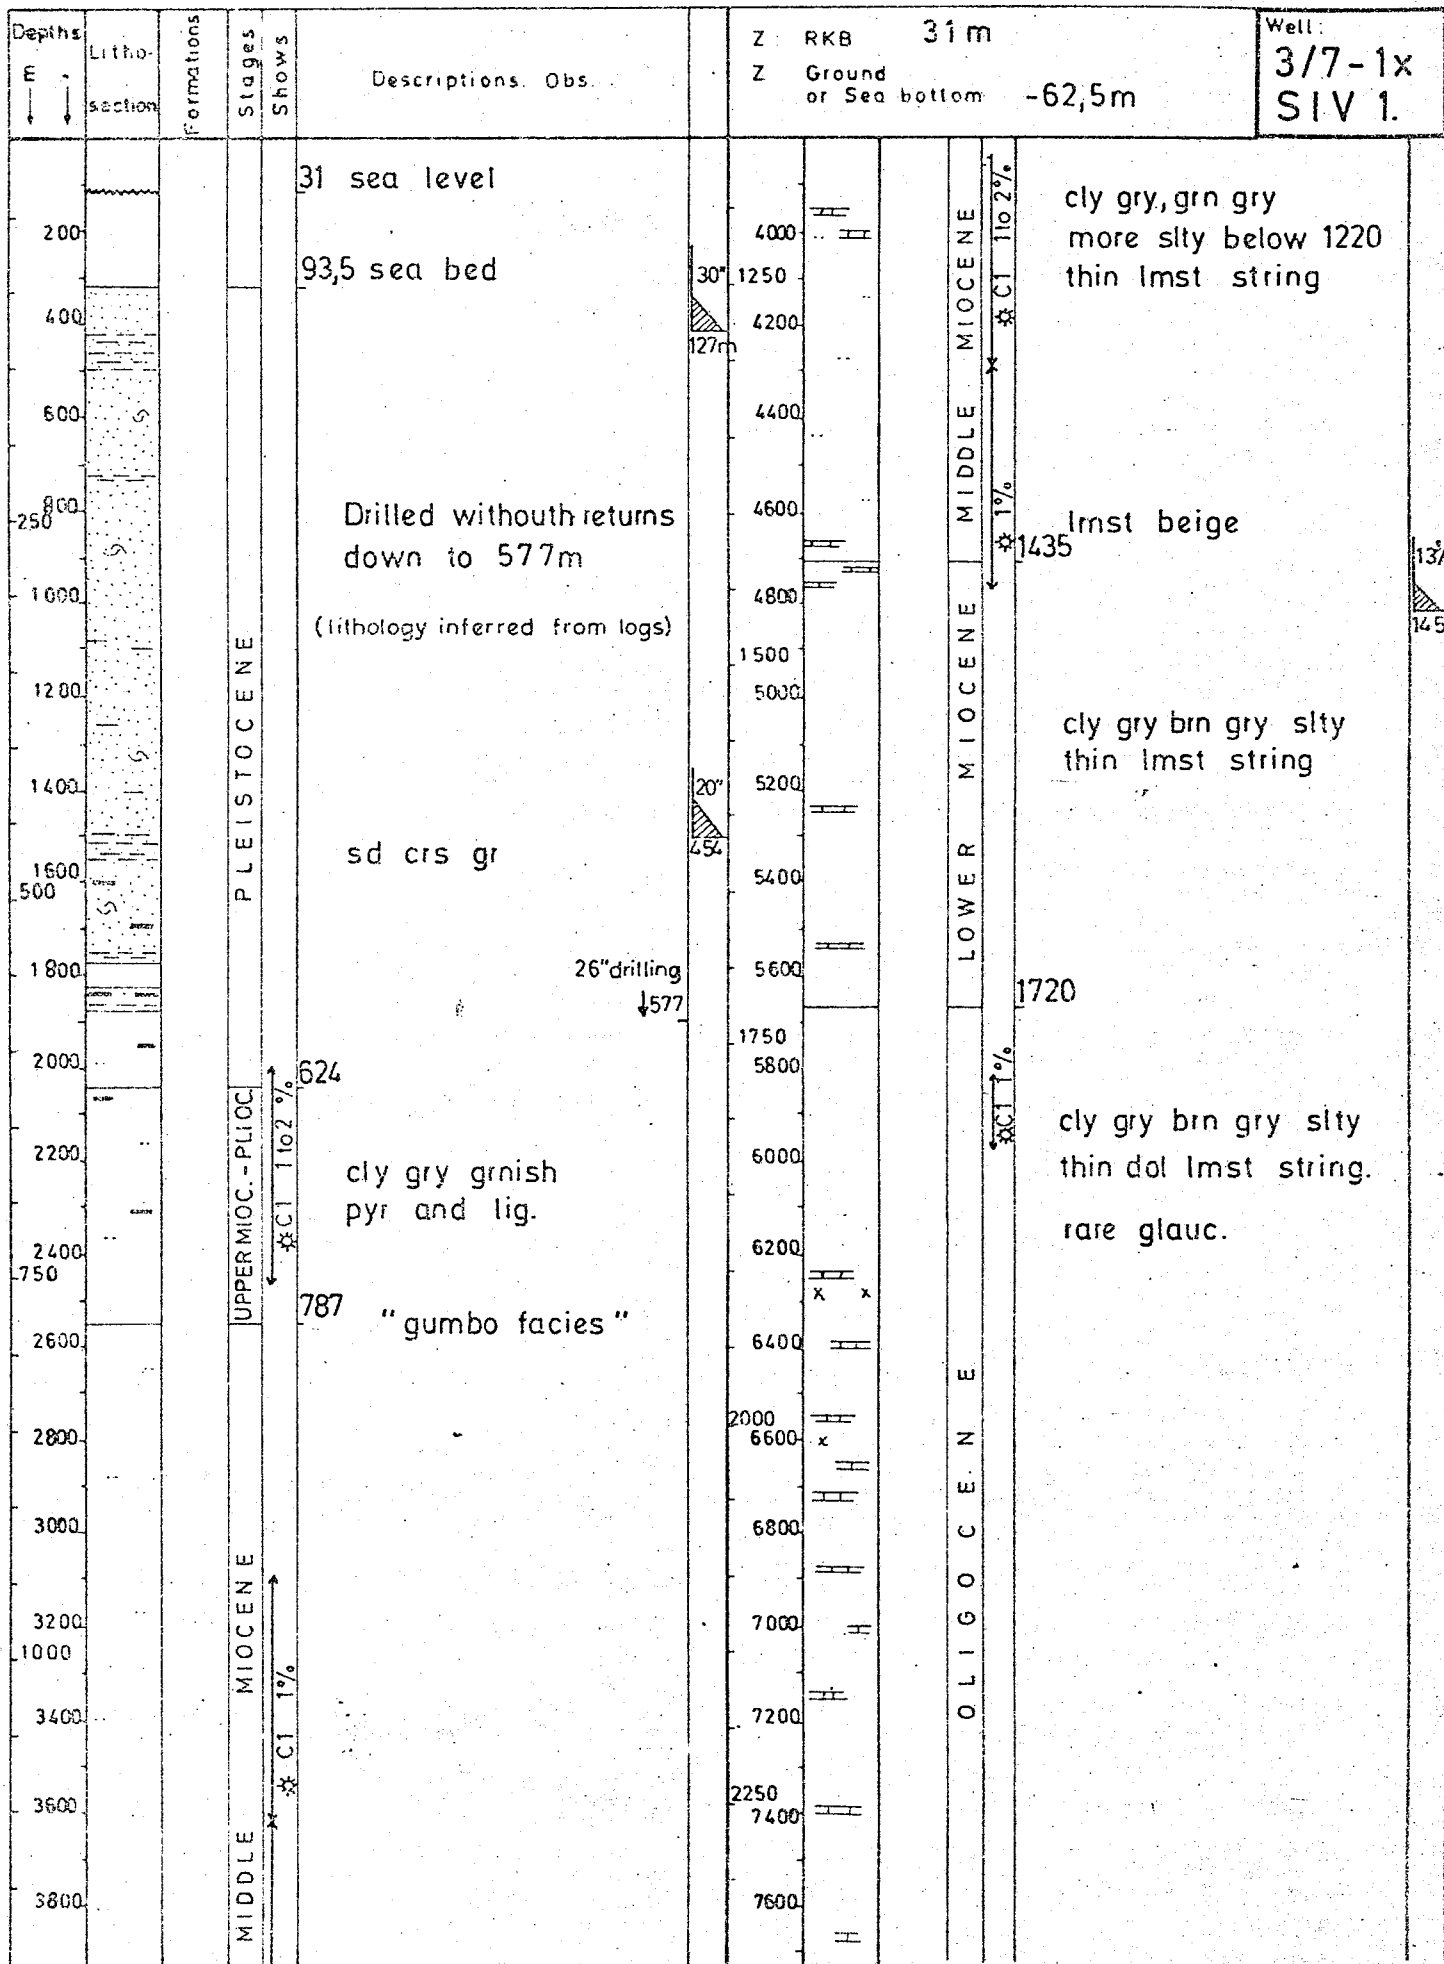 Depths
m
Litho-
section
Formations
Stages
Shows
Descriptions. Obs.
Z RKB 31m
Z Ground
or Sea bottom -62,5m
Well:
3/7-1x
SIV 1.
31 sea level
200
93,5 sea bed
30"
400
127m
600
800
250
Drilled withouth returns
down to 577m
1000
(lithology inferred from logs)
1200
PLEISTOCENE
1400
20"
454
sd crs gr
1600
500
1800
26" drilling
↓577
2000
624
UPPER MIOC.-PLIOC.
C1 1 to 2 %
2200
cly gry grnish
pyr and lig.
2400
750
787
"gumbo facies"
2600
2800
3000
MIDDLE MIOCENE
C1 1%
3200
1000
3400
3600
3800
4000
1250
4200
MIDDLE MIOCENE
C1 1 to 2%
cly gry, grn gry
more slty below 1220
thin lmst string
4400
4600
1%
lmst beige
1435
4800
1500
5000
LOWER MIOCENE
cly gry brn gry slty
thin lmst string
5200
5400
5600
1720
1750
5800
C1 1%
6000
cly gry brn gry slty
thin dol lmst string.
rare glauc.
6200
x x
6400
OLIGOCENE
2000
6600
x
6800
7000
7200
2250
7400
7600